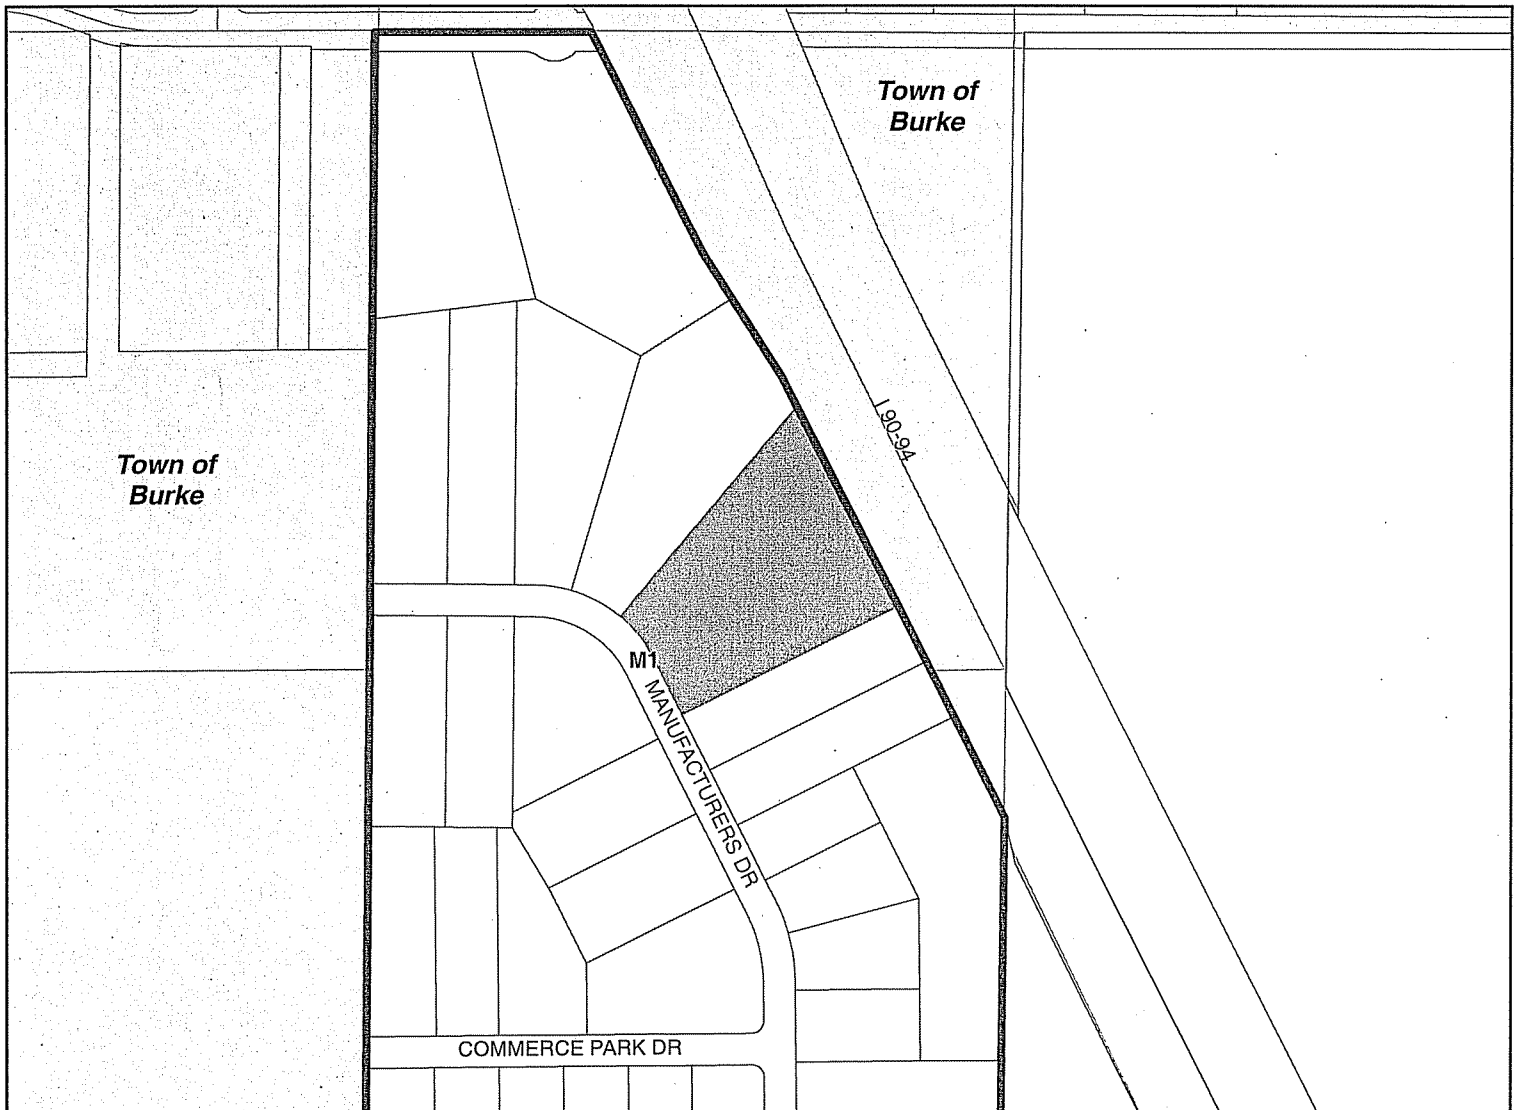 Town of
Burke
I 90-94
Town of
Burke
M1
MANUFACTURERS DR
COMMERCE PARK DR